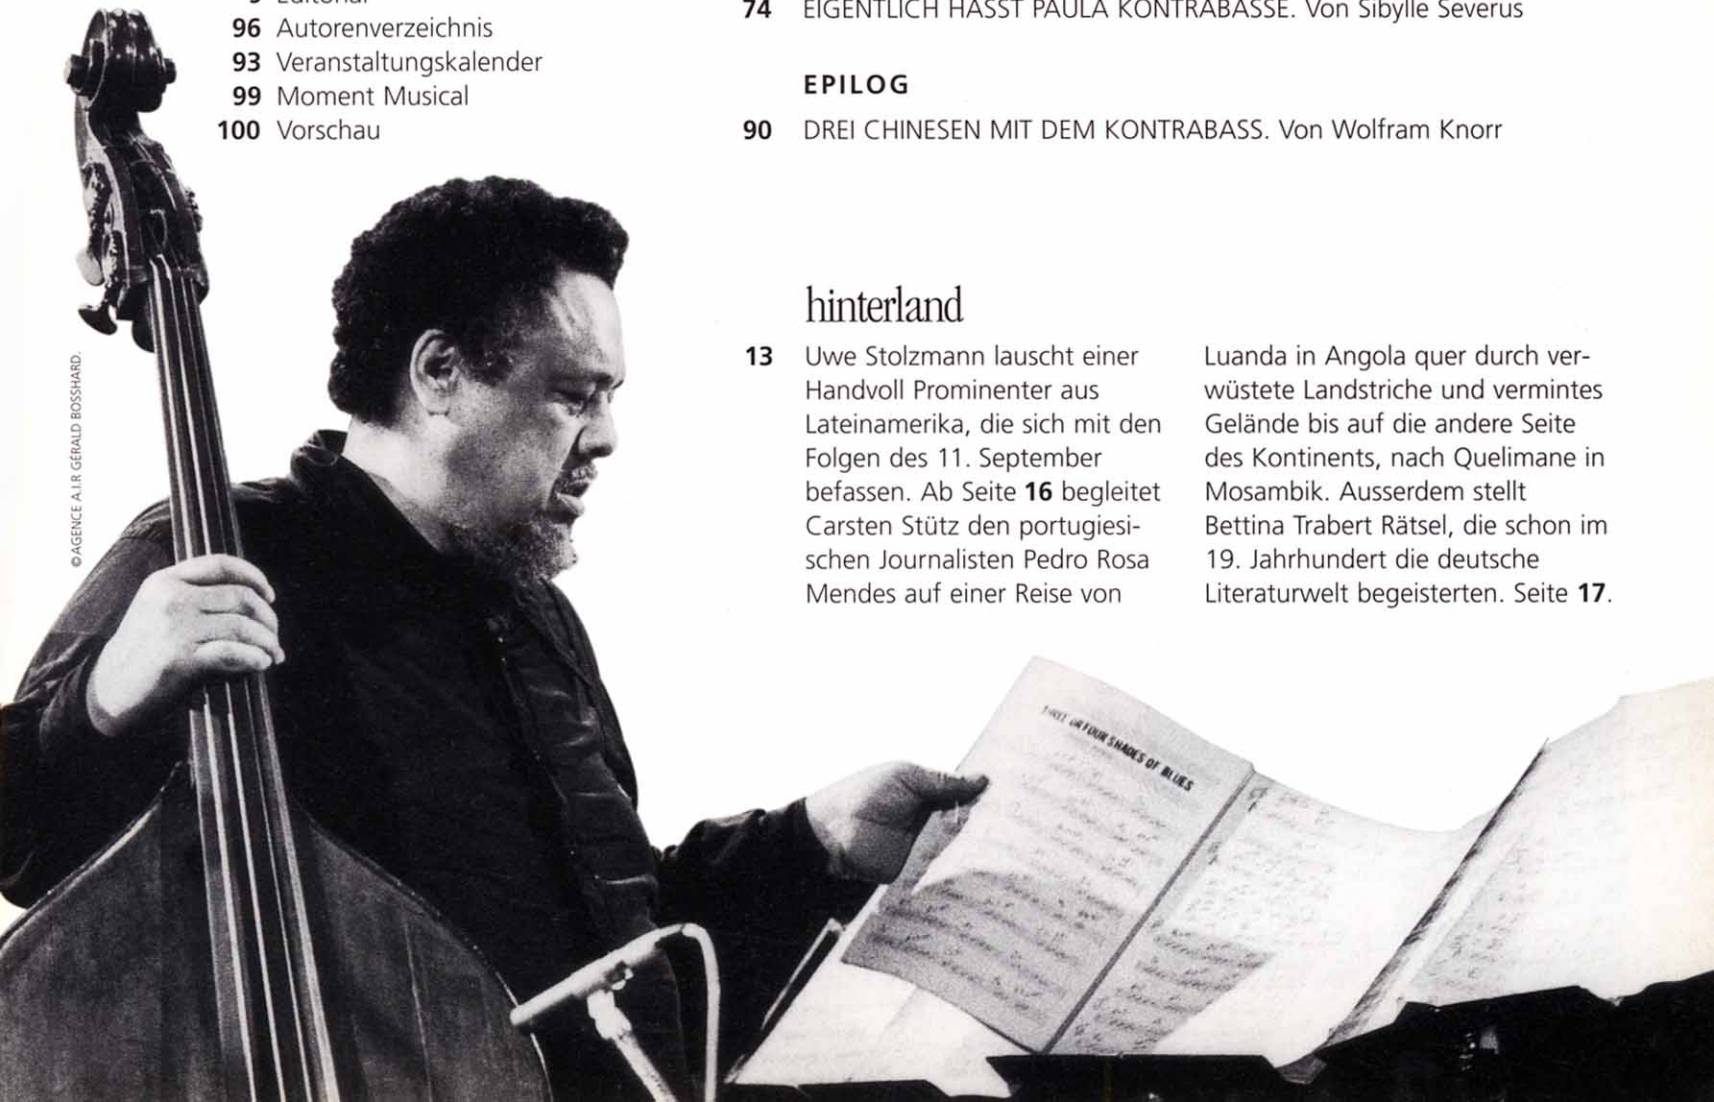 96 Autorenverzeichnis
93 Veranstaltungskalender
99 Moment Musical
100 Vorschau
74 EIGENTLICH HASST PAULA KONTRABÄSSE. Von Sibylle Severus
EPILOG
90 DREI CHINESEN MIT DEM KONTRABASS. Von Wolfram Knorr
hinterland
13 Uwe Stolzmann lauscht einer
Handvoll Prominenter aus
Lateinamerika, die sich mit den
Folgen des 11. September
befassen. Ab Seite 16 begleitet
Carsten Stütz den portugiesi-
schen Journalisten Pedro Rosa
Mendes auf einer Reise von
Luanda in Angola quer durch ver-
wüstete Landstriche und vermintes
Gelände bis auf die andere Seite
des Kontinents, nach Quelimane in
Mosambik. Ausserdem stellt
Bettina Trabert Rätsel, die schon im
19. Jahrhundert die deutsche
Literaturwelt begeisterten. Seite 17.
©AGENCE A.I.R GÉRALD BOSSHARD.
THREE OR FOUR SHADES OF BLUES